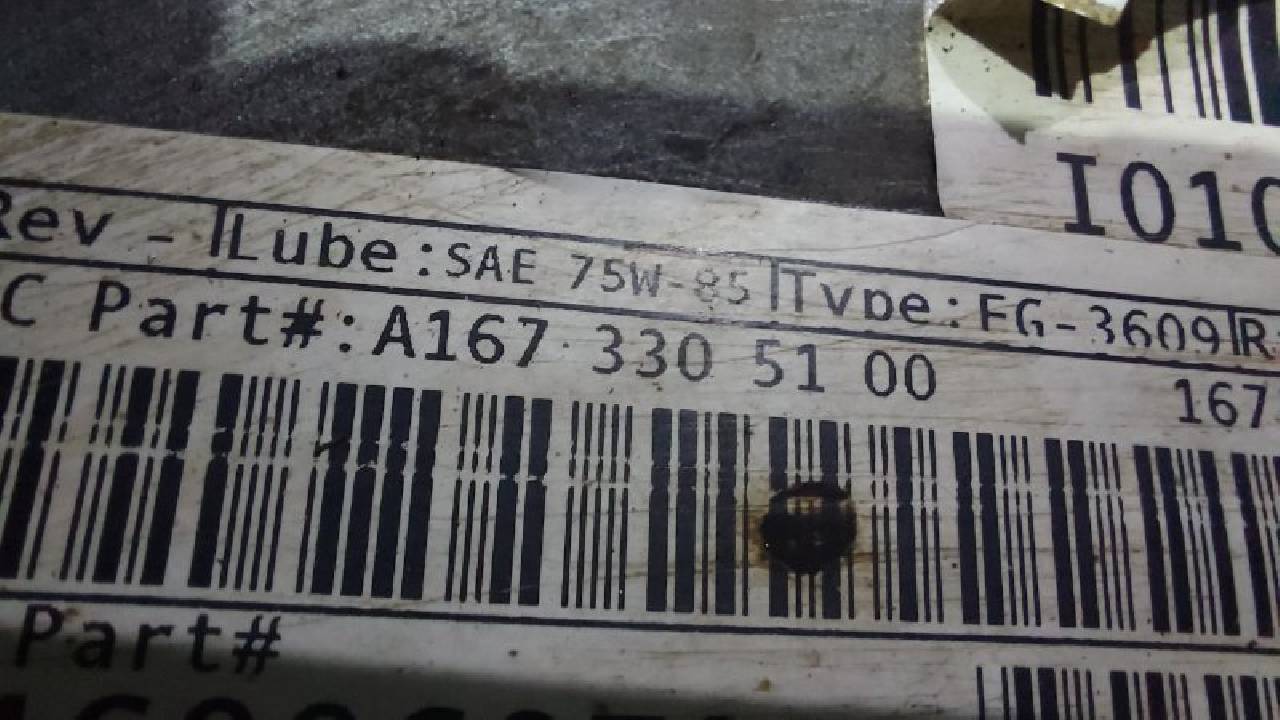 I010
Rev - Lube:SAE 75W-85 Type:FG-3609 R
C Part#:A167 330 51 00 167
Part#